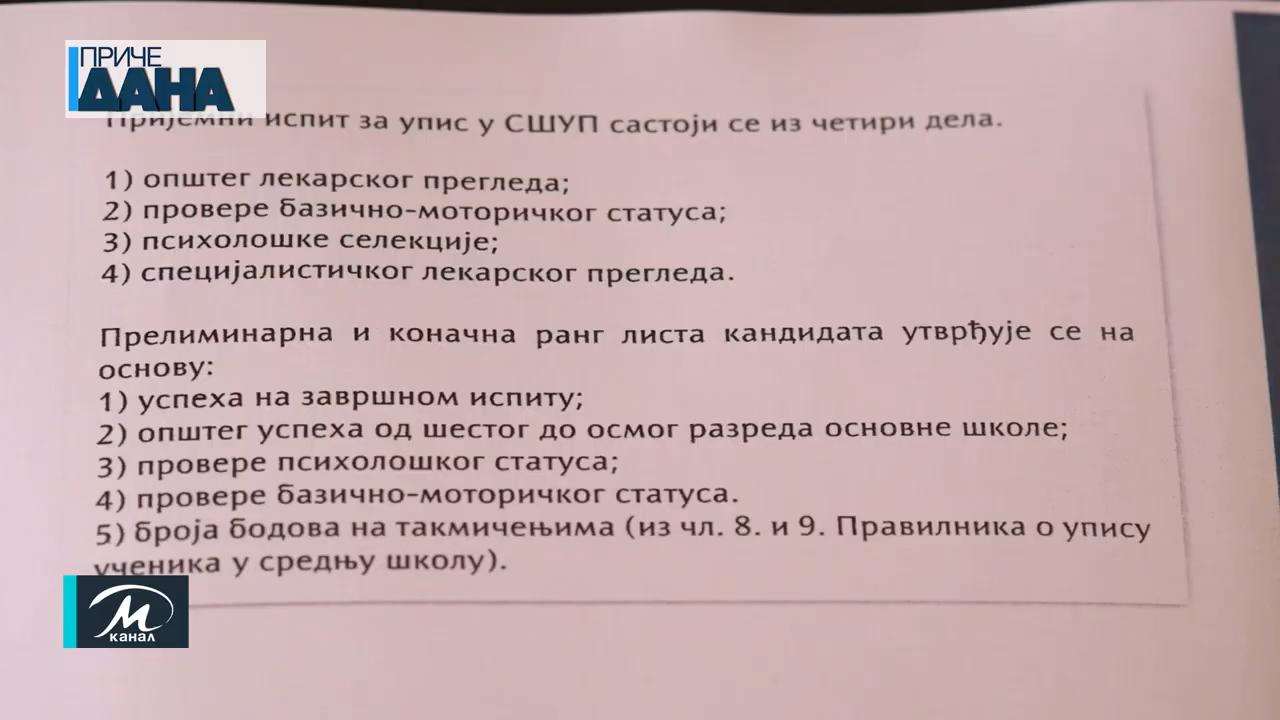 ПРИЧЕ
ДАНА
Пријемни испит за упис у СШУП састоји се из четири дела.
1) општег лекарског прегледа;
2) провере базично-моторичког статуса;
3) психолошке селекције;
4) специјалистичког лекарског прегледа.
Прелиминарна и коначна ранг листа кандидата утврђује се на
основу:
1) успеха на завршном испиту;
2) општег успеха од шестог до осмог разреда основне школе;
3) провере психолошког статуса;
4) провере базично-моторичког статуса.
5) броја бодова на такмичењима (из чл. 8. и 9. Правилника о упису
ученика у средњу школу).
М
КАНАЛ